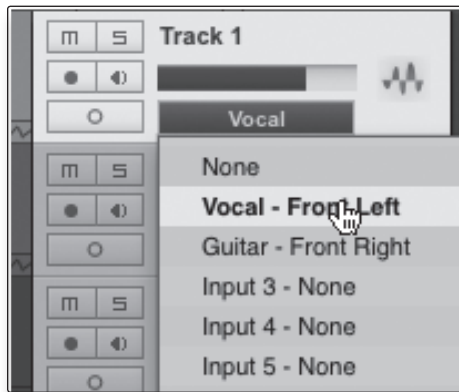 M S Track 1
Vocal
M S
None
Vocal - Front Left
Guitar - Front Right
Input 3 - None
M S
Input 4 - None
Input 5 - None